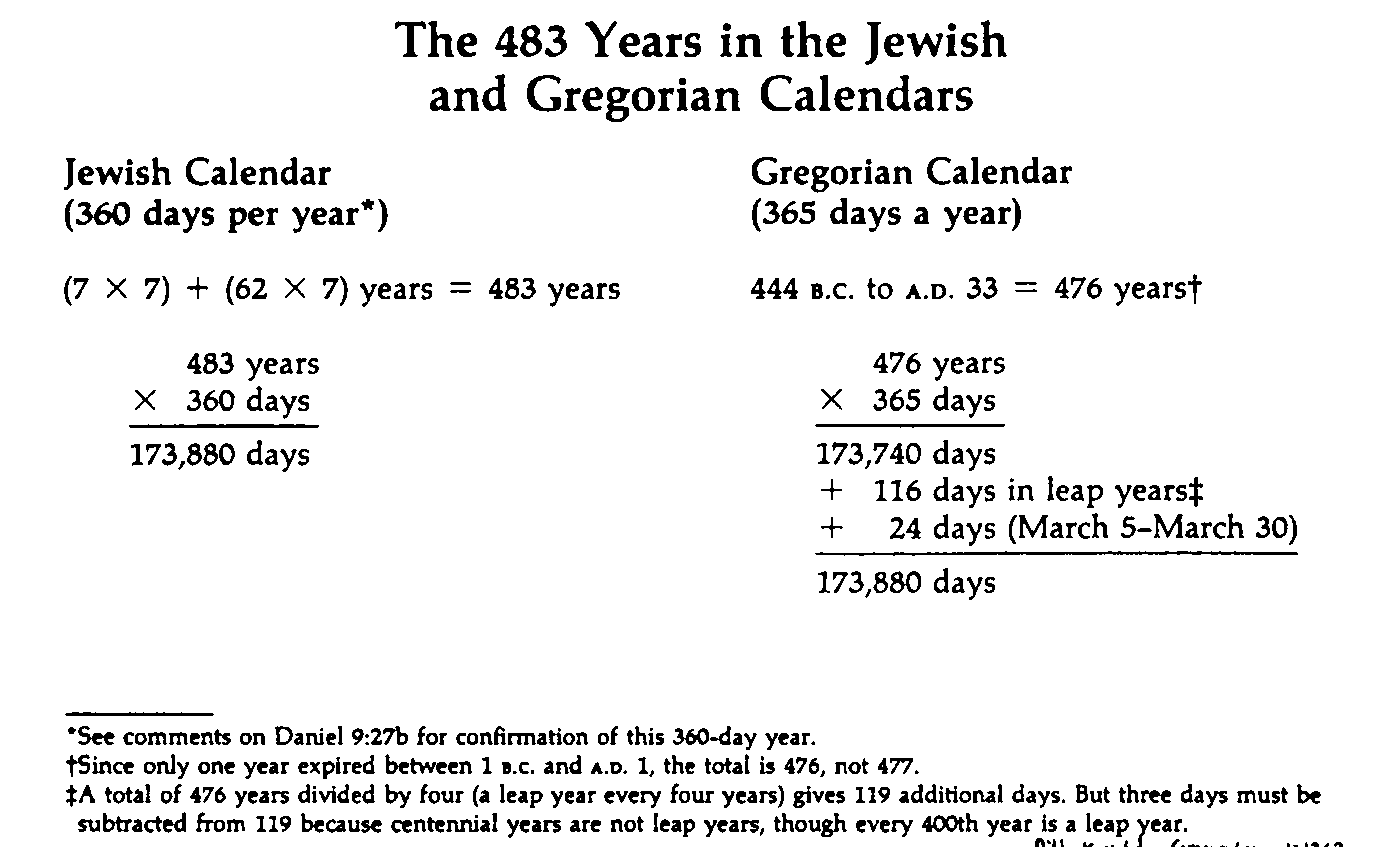 The 483 Years in the Jewish
and Gregorian Calendars
Jewish Calendar
(360 days per year*)
(7 × 7) + (62 × 7) years = 483 years
483 years
× 360 days
173,880 days
Gregorian Calendar
(365 days a year)
444 B.C. to A.D. 33 = 476 years†
476 years
× 365 days
173,740 days
+ 116 days in leap years‡
+ 24 days (March 5–March 30)
173,880 days
*See comments on Daniel 9:27b for confirmation of this 360-day year.
†Since only one year expired between 1 B.C. and A.D. 1, the total is 476, not 477.
‡A total of 476 years divided by four (a leap year every four years) gives 119 additional days. But three days must be
subtracted from 119 because centennial years are not leap years, though every 400th year is a leap year.